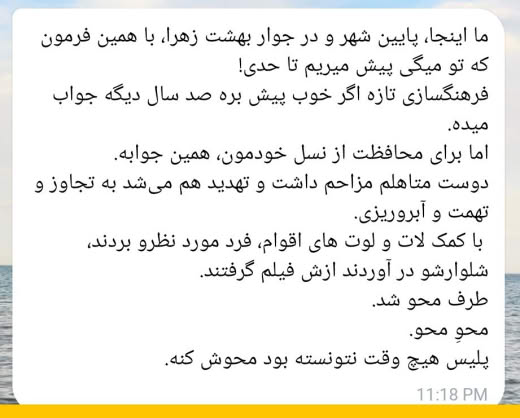 ما اینجا، پایین شهر و در جوار بهشت زهرا، با همین فرمون
که تو میگی پیش میریم تا حدی!
فرهنگسازی تازه اگر خوب پیش بره صد سال دیگه جواب
میده.
اما برای محافظت از نسل خودمون، همین جوابه.
دوست متاهلم مزاحم داشت و تهدید هم می‌شد به تجاوز و
تهمت و آبروریزی.
با کمک لات و لوت های اقوام، فرد مورد نظرو بردند،
شلوارشو در آوردند ازش فیلم گرفتند.
طرف محو شد.
محوِ محو.
پلیس هیچ وقت نتونسته بود محوش کنه.
11:18 PM